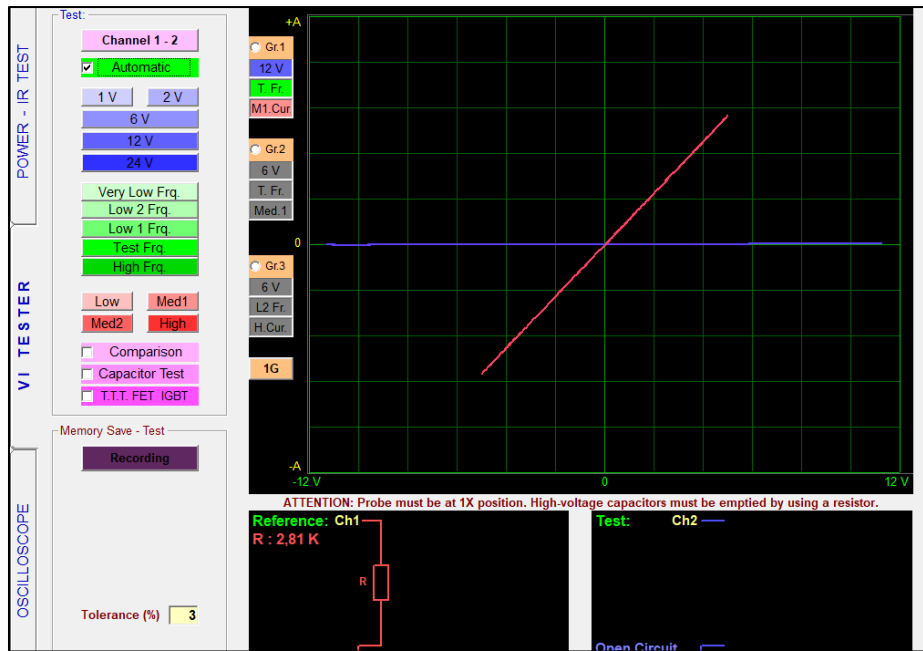 POWER - IR TEST
VI TESTER
OSCILLOSCOPE
Test:
Channel 1 - 2
Automatic
1 V
2 V
6 V
12 V
24 V
Very Low Frq.
Low 2 Frq.
Low 1 Frq.
Test Frq.
High Frq.
Low
Med1
Med2
High
Comparison
Capacitor Test
T.T.T. FET IGBT
Memory Save - Test
Recording
Tolerance (%)
3
Gr.1
12 V
T. Fr.
M1.Cur.
Gr.2
6 V
T. Fr.
Med.1
Gr.3
6 V
L2 Fr.
H.Cur.
1G
+A
0
-A
-12 V
0
12 V
ATTENTION: Probe must be at 1X position. High-voltage capacitors must be emptied by using a resistor.
Reference: Ch1
R : 2,81 K
R
Test: Ch2
Open Circuit